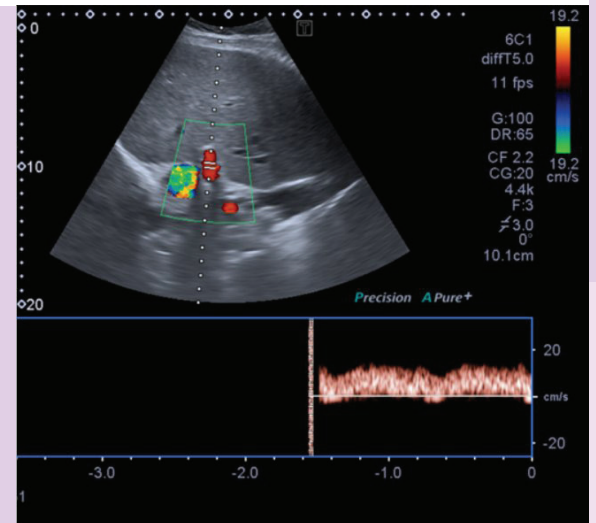 0
10
20
T
19.2
6C1
diffT5.0
11 fps
G:100
DR:65
CF 2.2
CG:20
4.4k
F:3
3.0
0°
10.1cm
19.2
cm/s
Precision A Pure+
20
cm/s
-20
-3.0
-2.0
-1.0
0
1